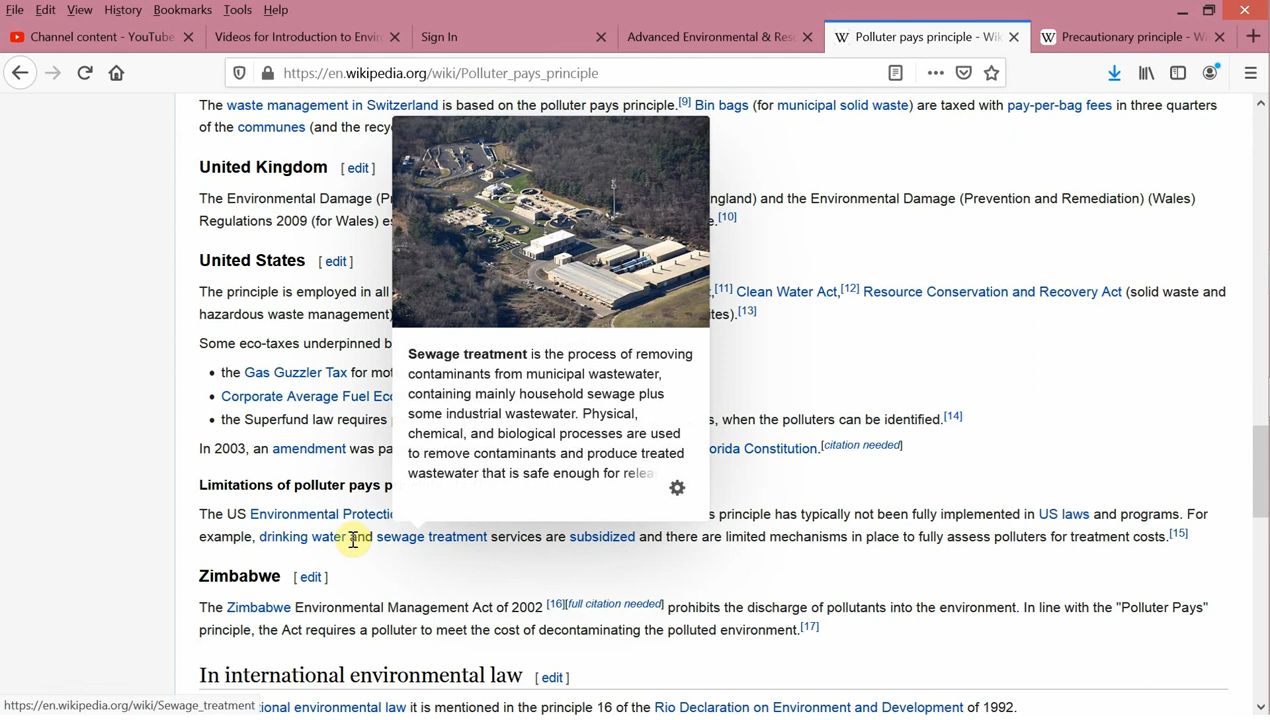 File Edit View History Bookmarks Tools Help
Channel content - YouTube
Videos for Introduction to Envir
Sign In
Advanced Environmental & Res
Polluter pays principle - Wik
Precautionary principle - Wi
https://en.wikipedia.org/wiki/Polluter_pays_principle
The waste management in Switzerland is based on the polluter pays principle.[9] Bin bags (for municipal solid waste) are taxed with pay-per-bag fees in three quarters
of the communes (and the recy
United Kingdom [ edit ]
The Environmental Damage (P ngland) and the Environmental Damage (Prevention and Remediation) (Wales)
Regulations 2009 (for Wales) es e.[10]
United States [ edit ]
The principle is employed in all t,[11] Clean Water Act,[12] Resource Conservation and Recovery Act (solid waste and
hazardous waste management) ites).[13]
Some eco-taxes underpinned b
• the Gas Guzzler Tax for mot
• Corporate Average Fuel Eco
• the Superfund law requires s, when the polluters can be identified.[14]
In 2003, an amendment was pa orida Constitution.[citation needed]
Limitations of polluter pays p
The US Environmental Protectio s principle has typically not been fully implemented in US laws and programs. For
example, drinking water and sewage treatment services are subsidized and there are limited mechanisms in place to fully assess polluters for treatment costs.[15]
Sewage treatment is the process of removing
contaminants from municipal wastewater,
containing mainly household sewage plus
some industrial wastewater. Physical,
chemical, and biological processes are used
to remove contaminants and produce treated
wastewater that is safe enough for relea
Zimbabwe [ edit ]
The Zimbabwe Environmental Management Act of 2002 [16][full citation needed] prohibits the discharge of pollutants into the environment. In line with the "Polluter Pays"
principle, the Act requires a polluter to meet the cost of decontaminating the polluted environment.[17]
In international environmental law [ edit ]
ional environmental law it is mentioned in the principle 16 of the Rio Declaration on Environment and Development of 1992.
https://en.wikipedia.org/wiki/Sewage_treatment